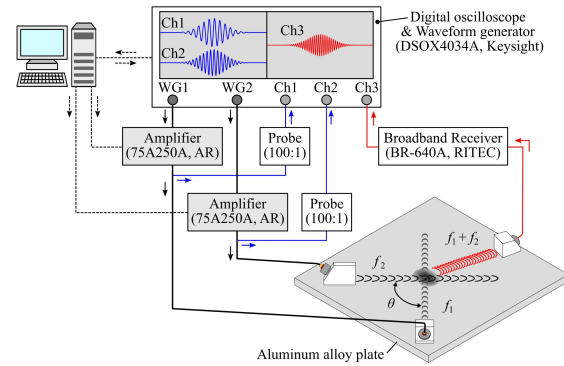 Ch1
Ch2
Ch3
Digital oscilloscope
& Waveform generator
(DSOX4034A, Keysight)
WG1
WG2
Ch1
Ch2
Ch3
Amplifier
(75A250A, AR)
Probe
(100:1)
Broadband Receiver
(BR-640A, RITEC)
Amplifier
(75A250A, AR)
Probe
(100:1)
f1 + f2
f2
θ
f1
Aluminum alloy plate